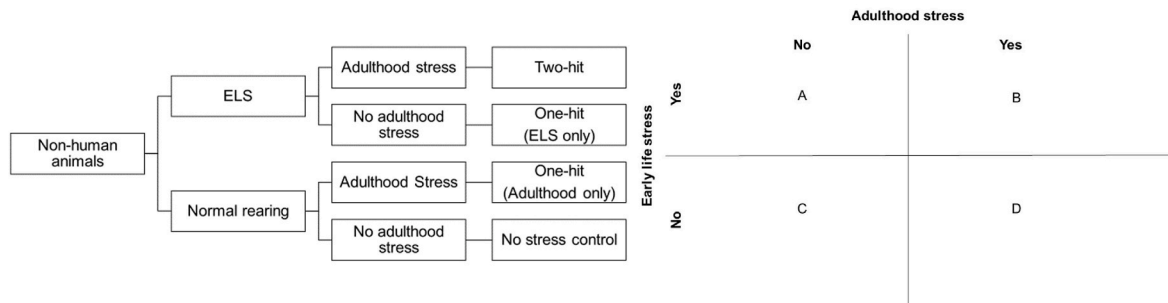 Non-human
animals
ELS
Normal rearing
Adulthood stress
No adulthood
stress
Adulthood Stress
No adulthood
stress
Two-hit
One-hit
(ELS only)
One-hit
(Adulthood only)
No stress control
Adulthood stress
No
Yes
Early life stress
Yes
No
A
B
C
D